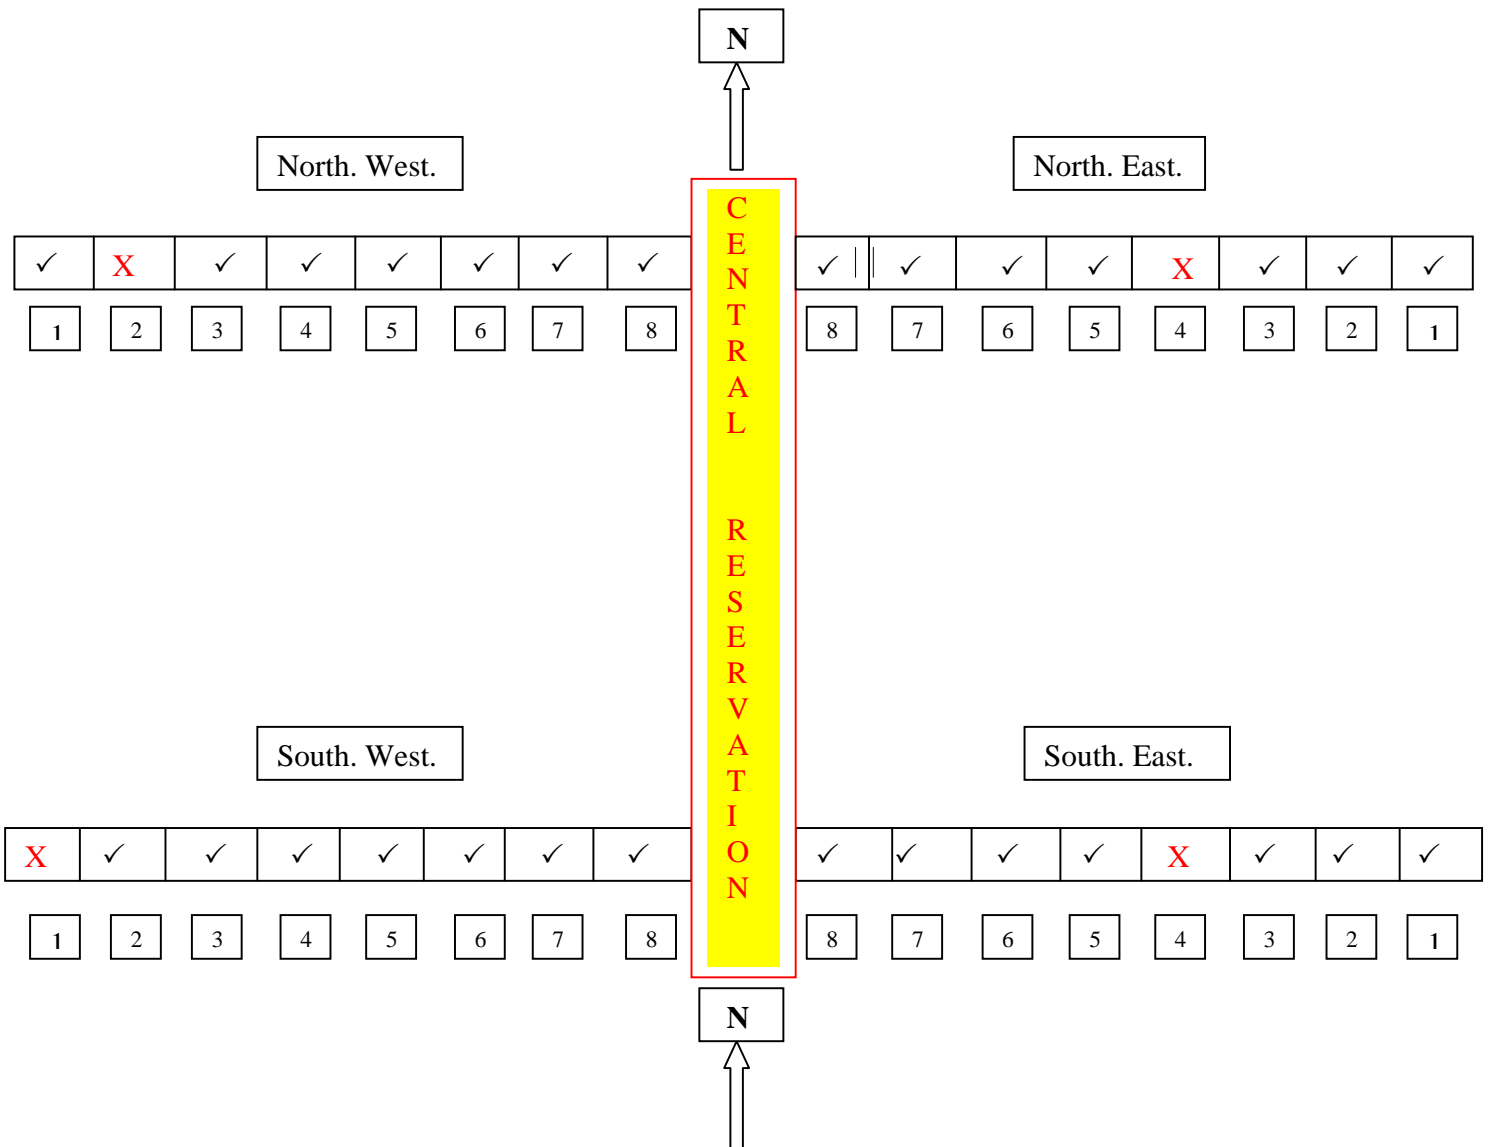 N
North. West.
North. East.
✓ X ✓ ✓ ✓ ✓ ✓ ✓
✓ ✓ ✓ ✓ X ✓ ✓ ✓
1 2 3 4 5 6 7 8
8 7 6 5 4 3 2 1
CENTRAL RESERVATION
South. West.
South. East.
X ✓ ✓ ✓ ✓ ✓ ✓ ✓
✓ ✓ ✓ ✓ X ✓ ✓ ✓
1 2 3 4 5 6 7 8
8 7 6 5 4 3 2 1
N